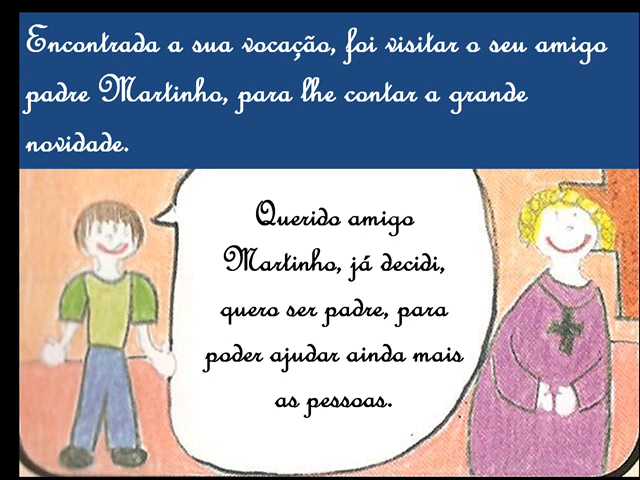 Encontrada a sua vocação, foi visitar o seu amigo
padre Martinho, para lhe contar a grande
novidade.
Querido amigo
Martinho, já decidi,
quero ser padre, para
poder ajudar ainda mais
as pessoas.